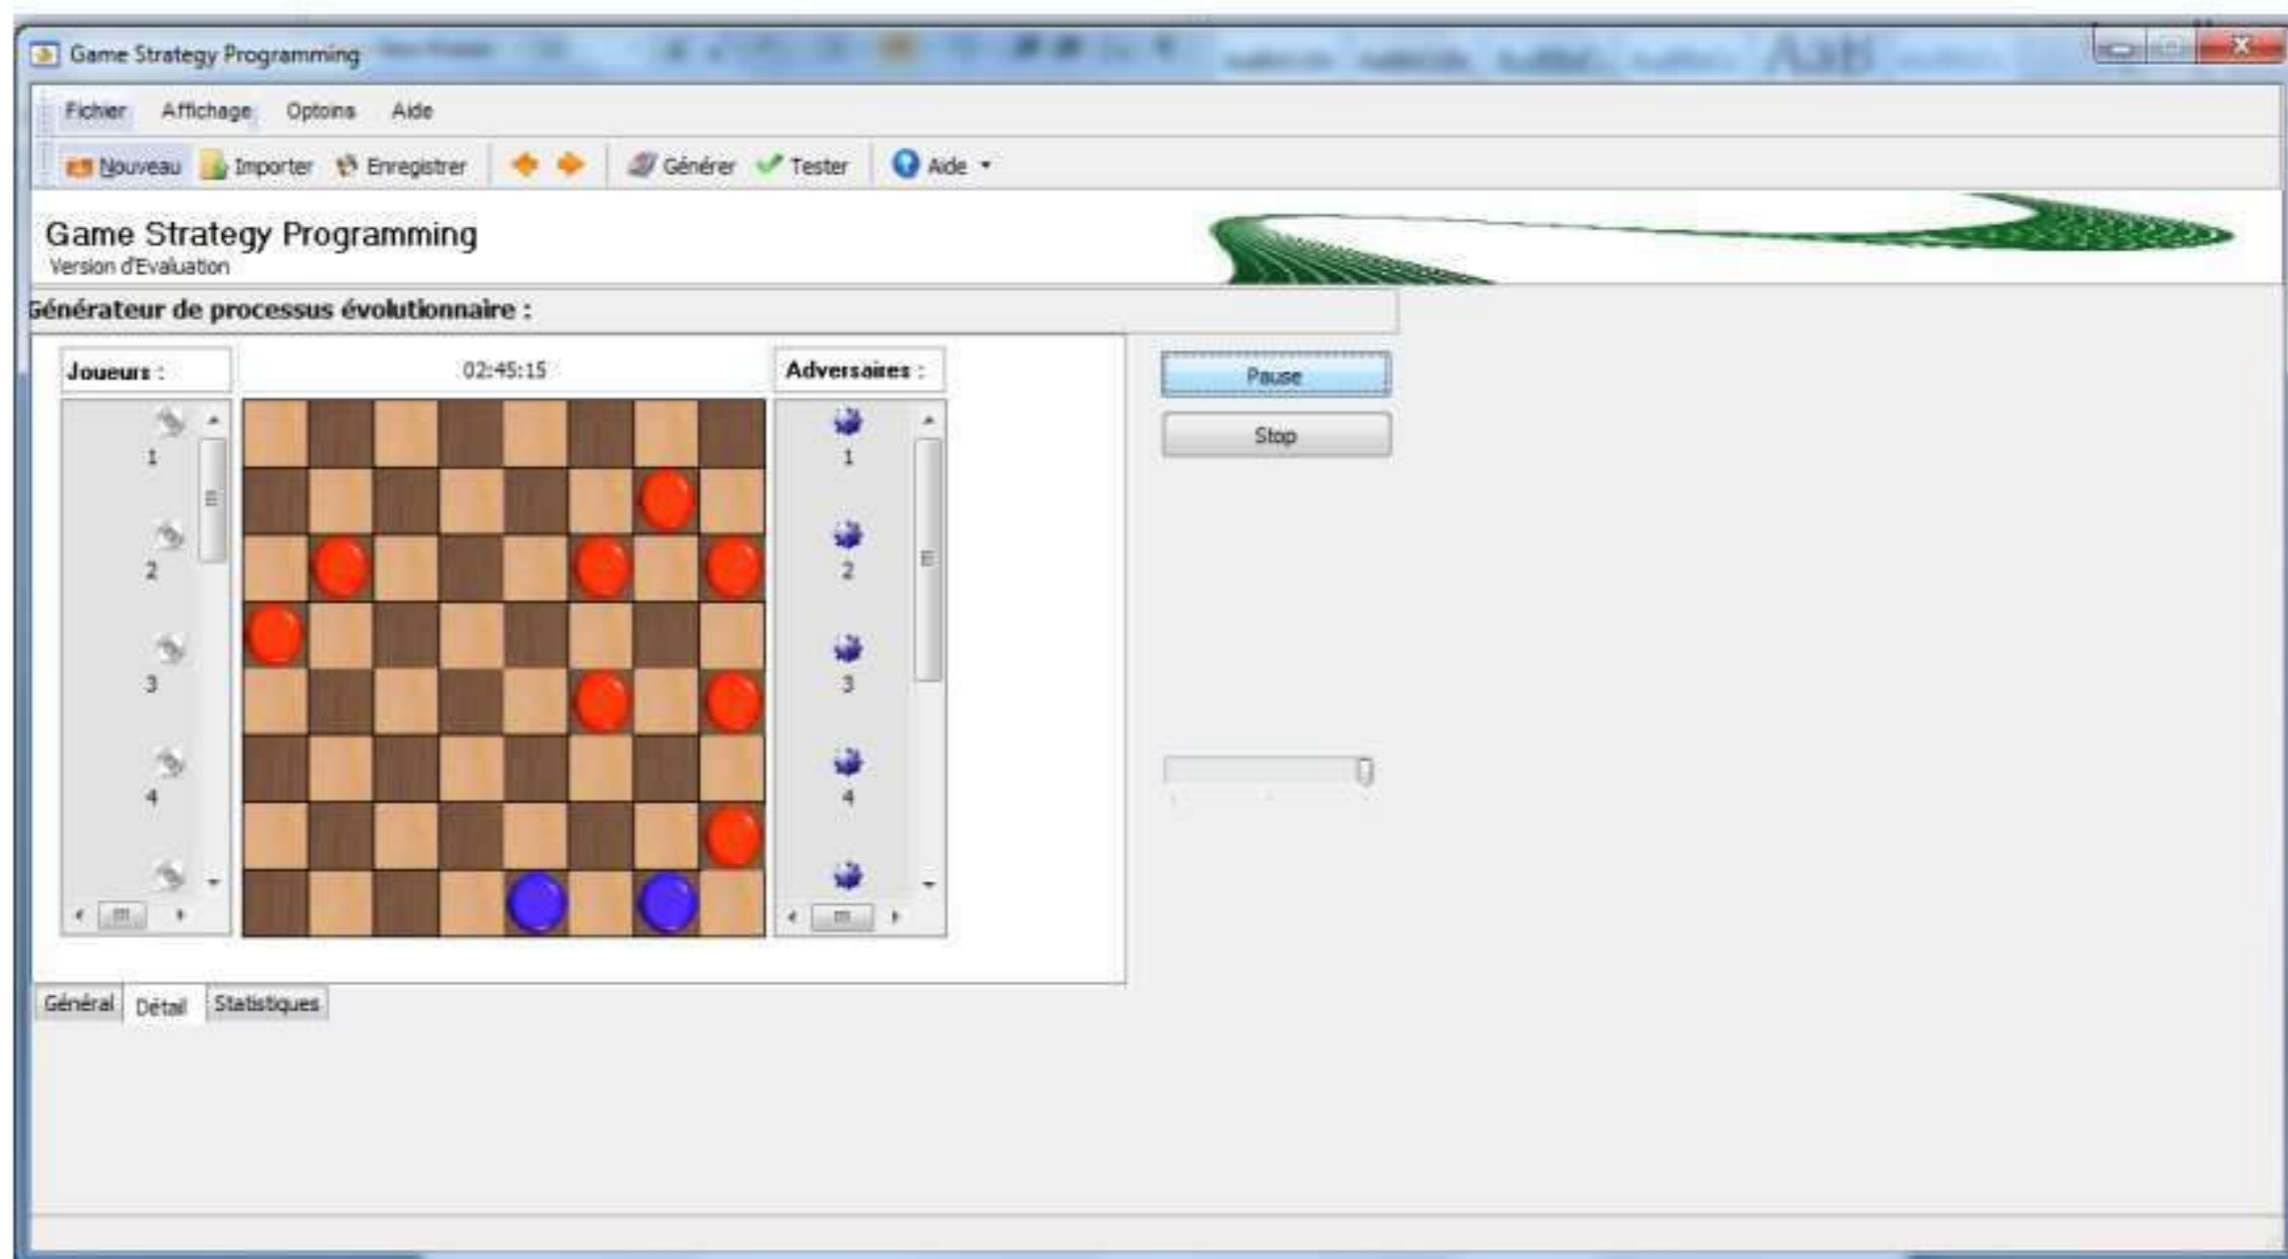 Game Strategy Programming
Fichier Affichage Optoins Aide
Nouveau Importer Enregistrer Générer Tester Aide
Game Strategy Programming
Version d'Evaluation
Générateur de processus évolutionnaire :
Joueurs : 02:45:15 Adversaires :
Pause
Stop
1 1
2 2
3 3
4 4
Général Détail Statistiques